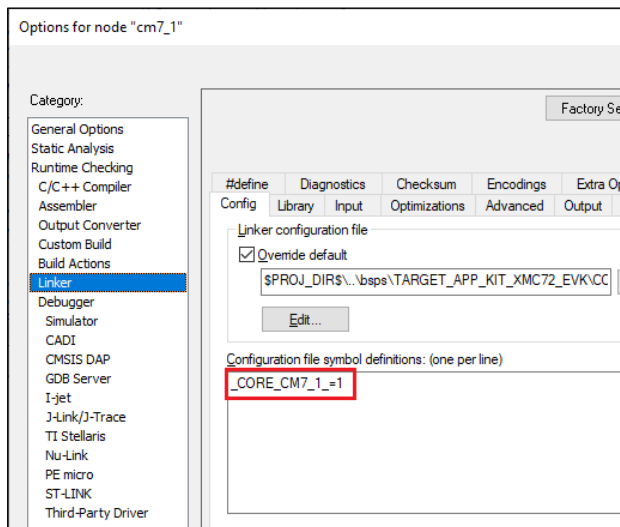 Options for node "cm7_1"
Category:
General Options
Static Analysis
Runtime Checking
C/C++ Compiler
Assembler
Output Converter
Custom Build
Build Actions
Linker
Debugger
Simulator
CADI
CMSIS DAP
GDB Server
I-jet
J-Link/J-Trace
TI Stellaris
Nu-Link
PE micro
ST-LINK
Third-Party Driver
Factory Se
#define Diagnostics Checksum Encodings Extra Op
Config Library Input Optimizations Advanced Output
Linker configuration file
Override default
$PROJ_DIR$\..\bsps\TARGET_APP_KIT_XMC72_EVK\CC
Edit...
Configuration file symbol definitions: (one per line)
_CORE_CM7_1_=1